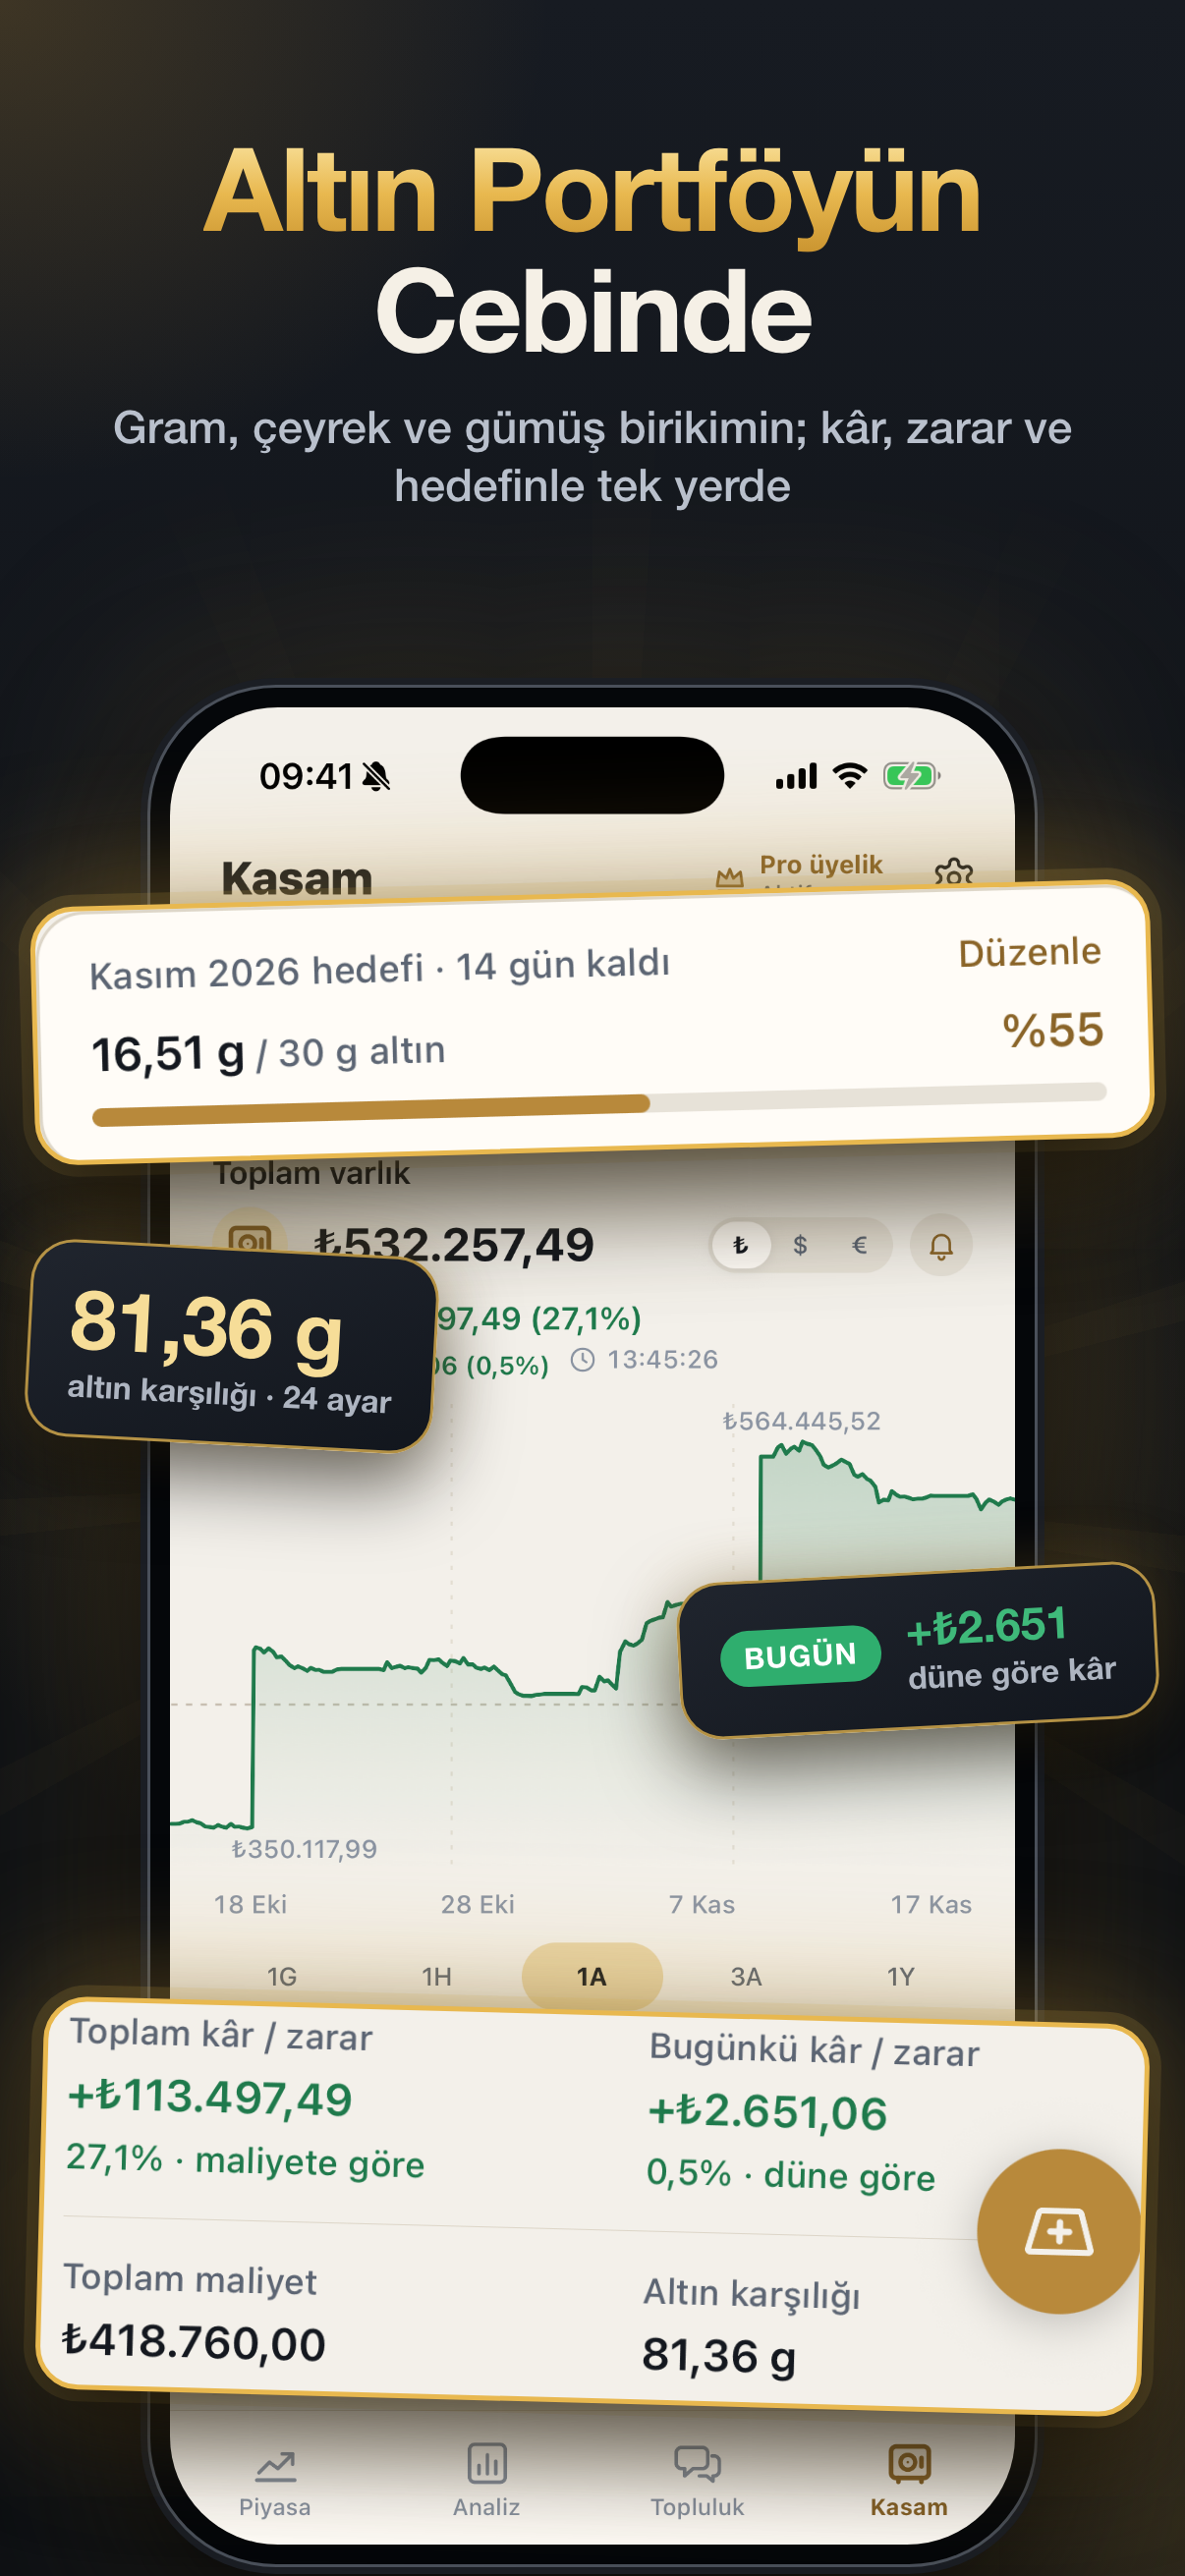 Altın Portföyün
Cebinde
Gram, çeyrek ve gümüş birikimin; kâr, zarar ve
hedefinle tek yerde
09:41
Kasam
Pro üyelik
Kasım 2026 hedefi · 14 gün kaldı
Düzenle
16,51 g / 30 g altın
%55
Toplam varlık
₺532.257,49
₺ $ €
81,36 g
altın karşılığı · 24 ayar
97,49 (27,1%)
06 (0,5%) 13:45:26
₺564.445,52
BUGÜN
+₺2.651
düne göre kâr
₺350.117,99
18 Eki 28 Eki 7 Kas 17 Kas
1G 1H 1A 3A 1Y
Toplam kâr / zarar
+₺113.497,49
27,1% · maliyete göre
Bugünkü kâr / zarar
+₺2.651,06
0,5% · düne göre
Toplam maliyet
₺418.760,00
Altın karşılığı
81,36 g
Piyasa Analiz Topluluk Kasam